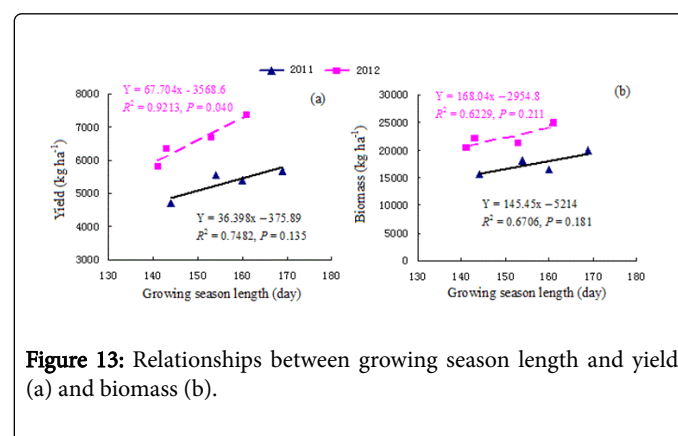 2011 2012
Y = 67.704x - 3568.6
R² = 0.9213, P = 0.040
(a)
8000
7000
6000
5000
4000
3000
Yield (kg ha⁻¹)
Y = 36.398x −375.89
R² = 0.7482, P = 0.135
130 140 150 160 170 180
Growing season length (day)
Y = 168.04x −2954.8
R² = 0.6229, P = 0.211
(b)
30000
25000
20000
15000
10000
5000
0
Biomass (kg ha⁻¹)
Y = 145.45x −5214
R² = 0.6706, P = 0.181
130 140 150 160 170 180
Growing season length (day)
Figure 13: Relationships between growing season length and yield
(a) and biomass (b).